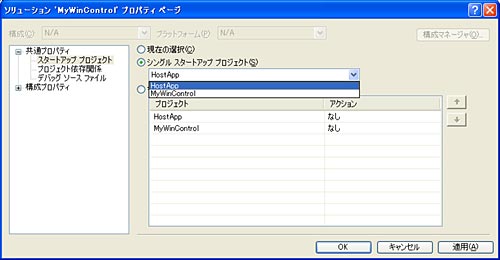 ソリューション 'MyWinControl' プロパティ ページ
構成(C): N/A プラットフォーム(P): N/A 構成マネージャ(O)...
共通プロパティ
スタートアップ プロジェクト
プロジェクト依存関係
デバッグ ソース ファイル
構成プロパティ
現在の選択(C)
シングル スタートアップ プロジェクト(S)
HostApp
HostApp
MyWinControl
プロジェクト アクション
HostApp なし
MyWinControl なし
OK キャンセル 適用(A)